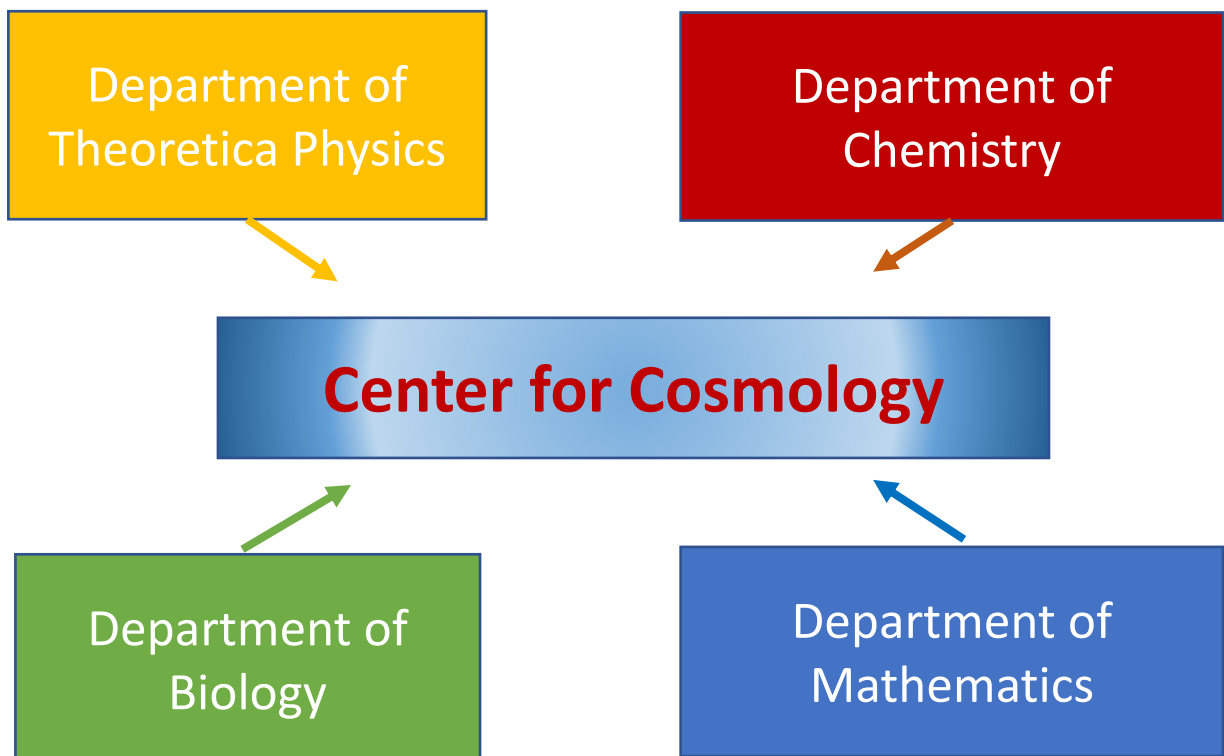 Department of
Theoretica Physics
Department of
Chemistry
Center for Cosmology
Department of
Biology
Department of
Mathematics